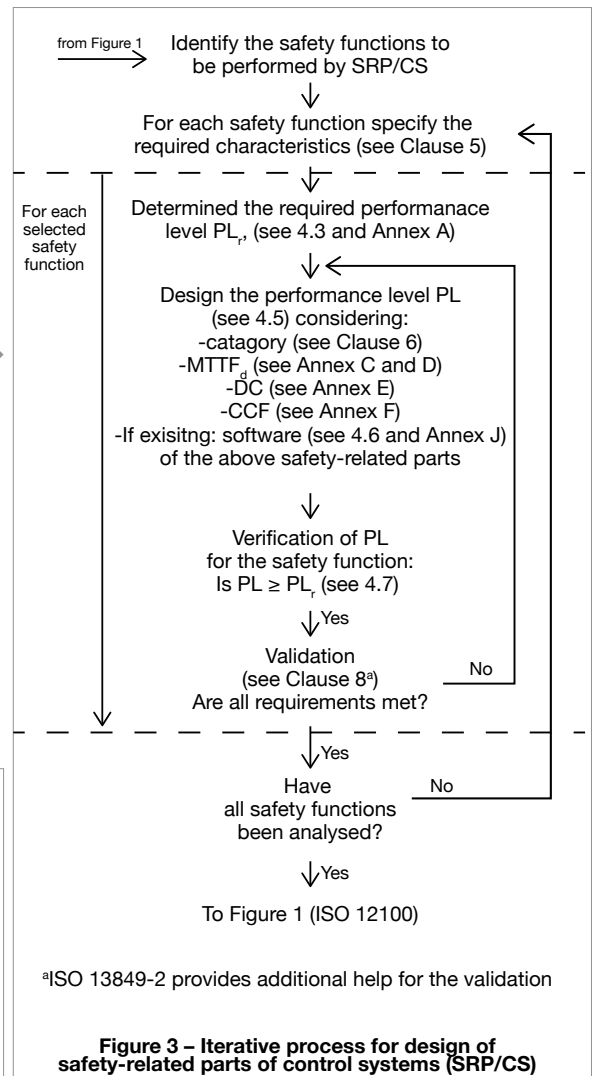 from Figure 1
Identify the safety functions to
be performed by SRP/CS
For each safety function specify the
required characteristics (see Clause 5)
For each
selected
safety
function
Determined the required performanace
level PLr, (see 4.3 and Annex A)
Design the performance level PL
(see 4.5) considering:
-catagory (see Clause 6)
-MTTFd (see Annex C and D)
-DC (see Annex E)
-CCF (see Annex F)
-If exisitng: software (see 4.6 and Annex J)
of the above safety-related parts
Verification of PL
for the safety function:
Is PL ≥ PLr (see 4.7)
Yes
Validation
(see Clause 8ª)
Are all requirements met?
No
Yes
Have
all safety functions
been analysed?
No
Yes
To Figure 1 (ISO 12100)
ªISO 13849-2 provides additional help for the validation
Figure 3 – Iterative process for design of
safety-related parts of control systems (SRP/CS)